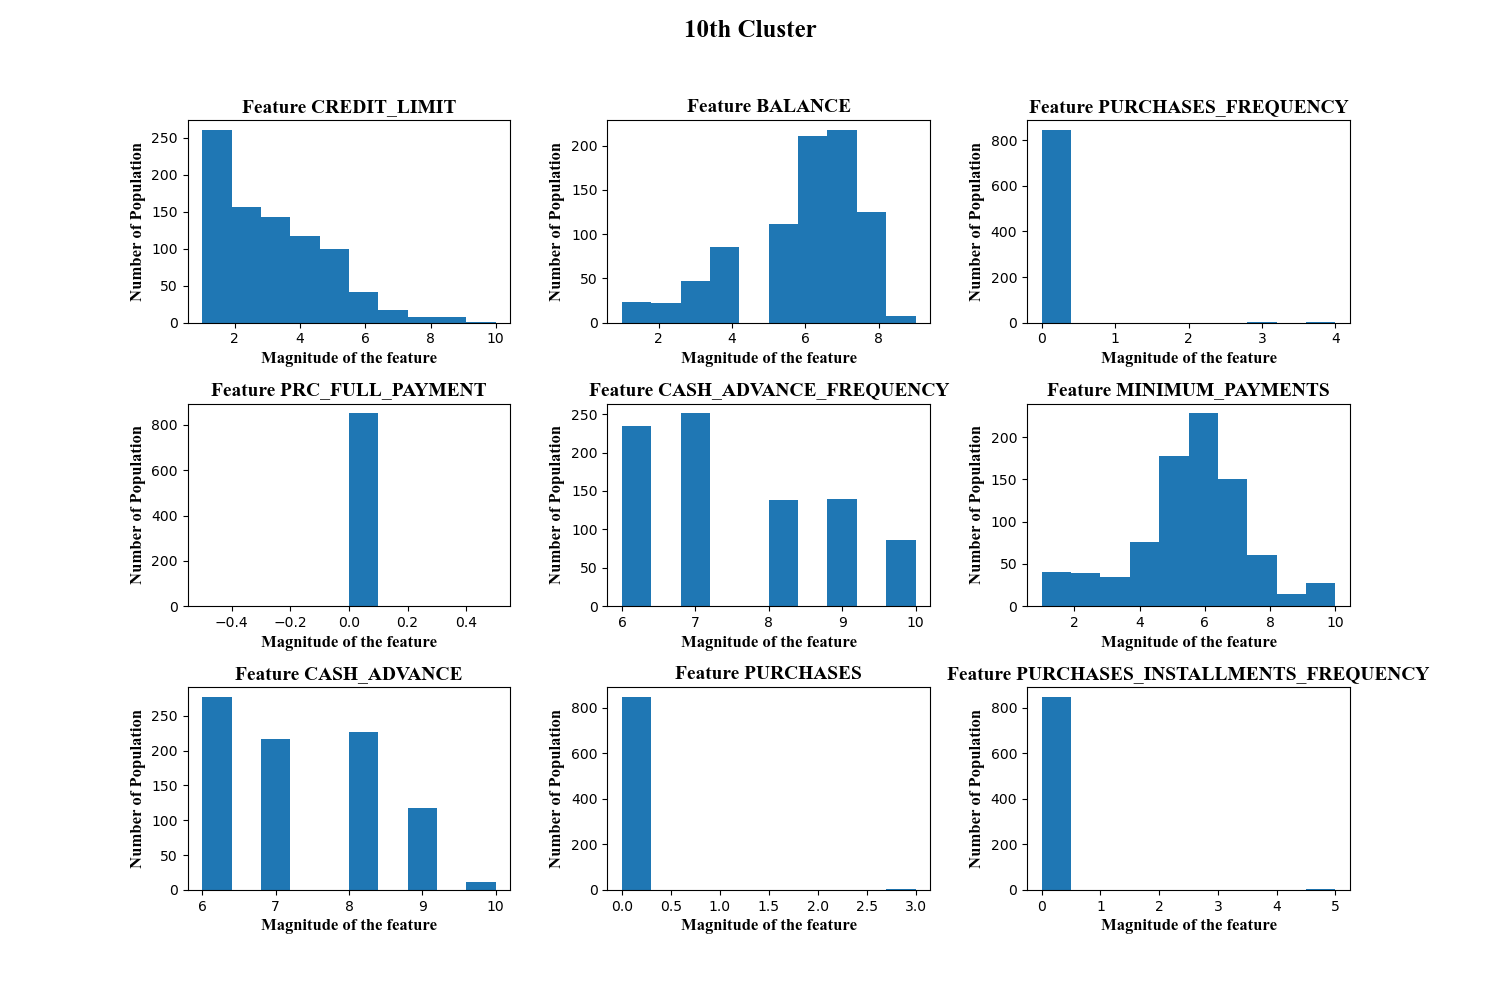 10th Cluster
Feature CREDIT_LIMIT
Number of Population
250
200
150
100
50
0
2 4 6 8 10
Magnitude of the feature
Feature BALANCE
Number of Population
200
150
100
50
0
2 4 6 8
Magnitude of the feature
Feature PURCHASES_FREQUENCY
Number of Population
800
600
400
200
0
0 1 2 3 4
Magnitude of the feature
Feature PRC_FULL_PAYMENT
Number of Population
800
600
400
200
0
−0.4 −0.2 0.0 0.2 0.4
Magnitude of the feature
Feature CASH_ADVANCE_FREQUENCY
Number of Population
250
200
150
100
50
0
6 7 8 9 10
Magnitude of the feature
Feature MINIMUM_PAYMENTS
Number of Population
200
150
100
50
0
2 4 6 8 10
Magnitude of the feature
Feature CASH_ADVANCE
Number of Population
250
200
150
100
50
0
6 7 8 9 10
Magnitude of the feature
Feature PURCHASES
Number of Population
800
600
400
200
0
0.0 0.5 1.0 1.5 2.0 2.5 3.0
Magnitude of the feature
Feature PURCHASES_INSTALLMENTS_FREQUENCY
Number of Population
800
600
400
200
0
0 1 2 3 4 5
Magnitude of the feature